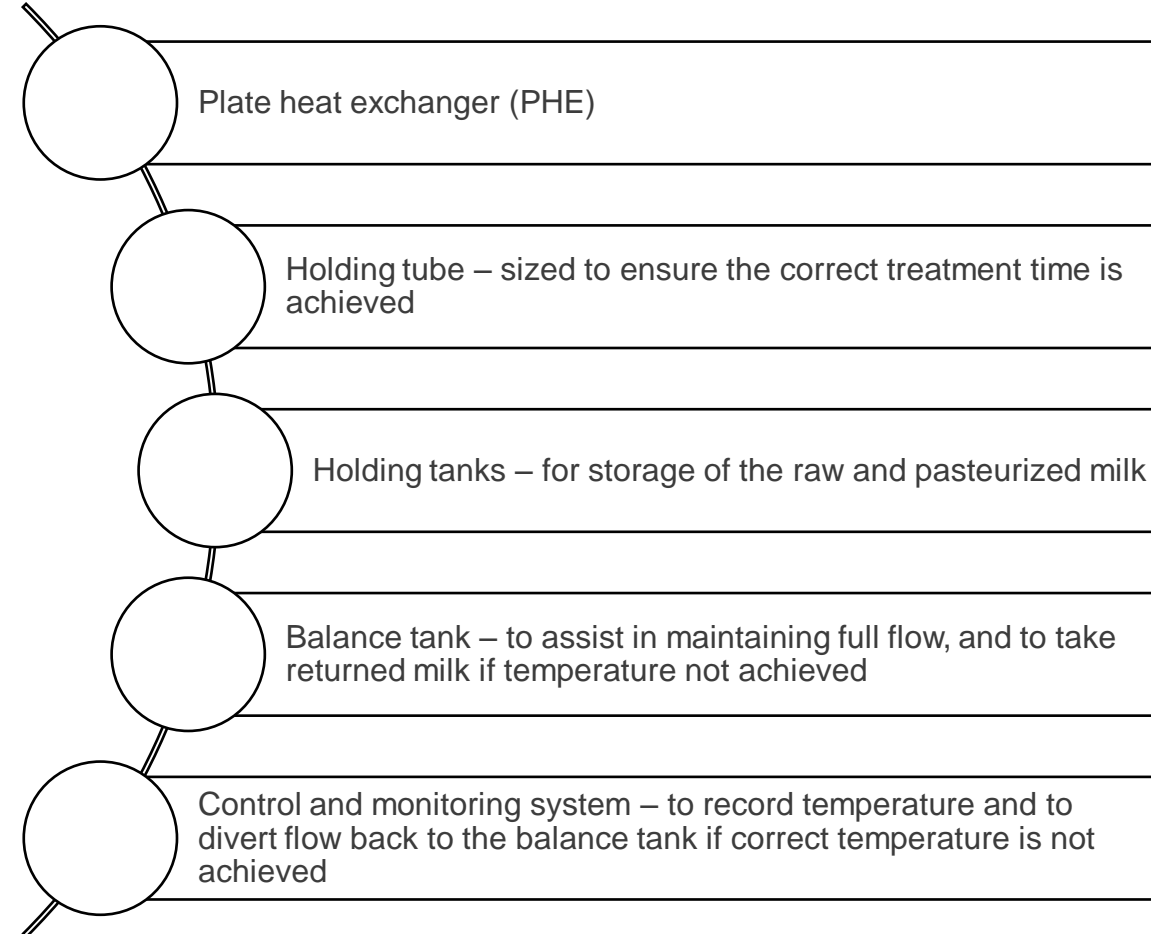 Plate heat exchanger (PHE)
Holding tube – sized to ensure the correct treatment time is
achieved
Holding tanks – for storage of the raw and pasteurized milk
Balance tank – to assist in maintaining full flow, and to take
returned milk if temperature not achieved
Control and monitoring system – to record temperature and to
divert flow back to the balance tank if correct temperature is not
achieved